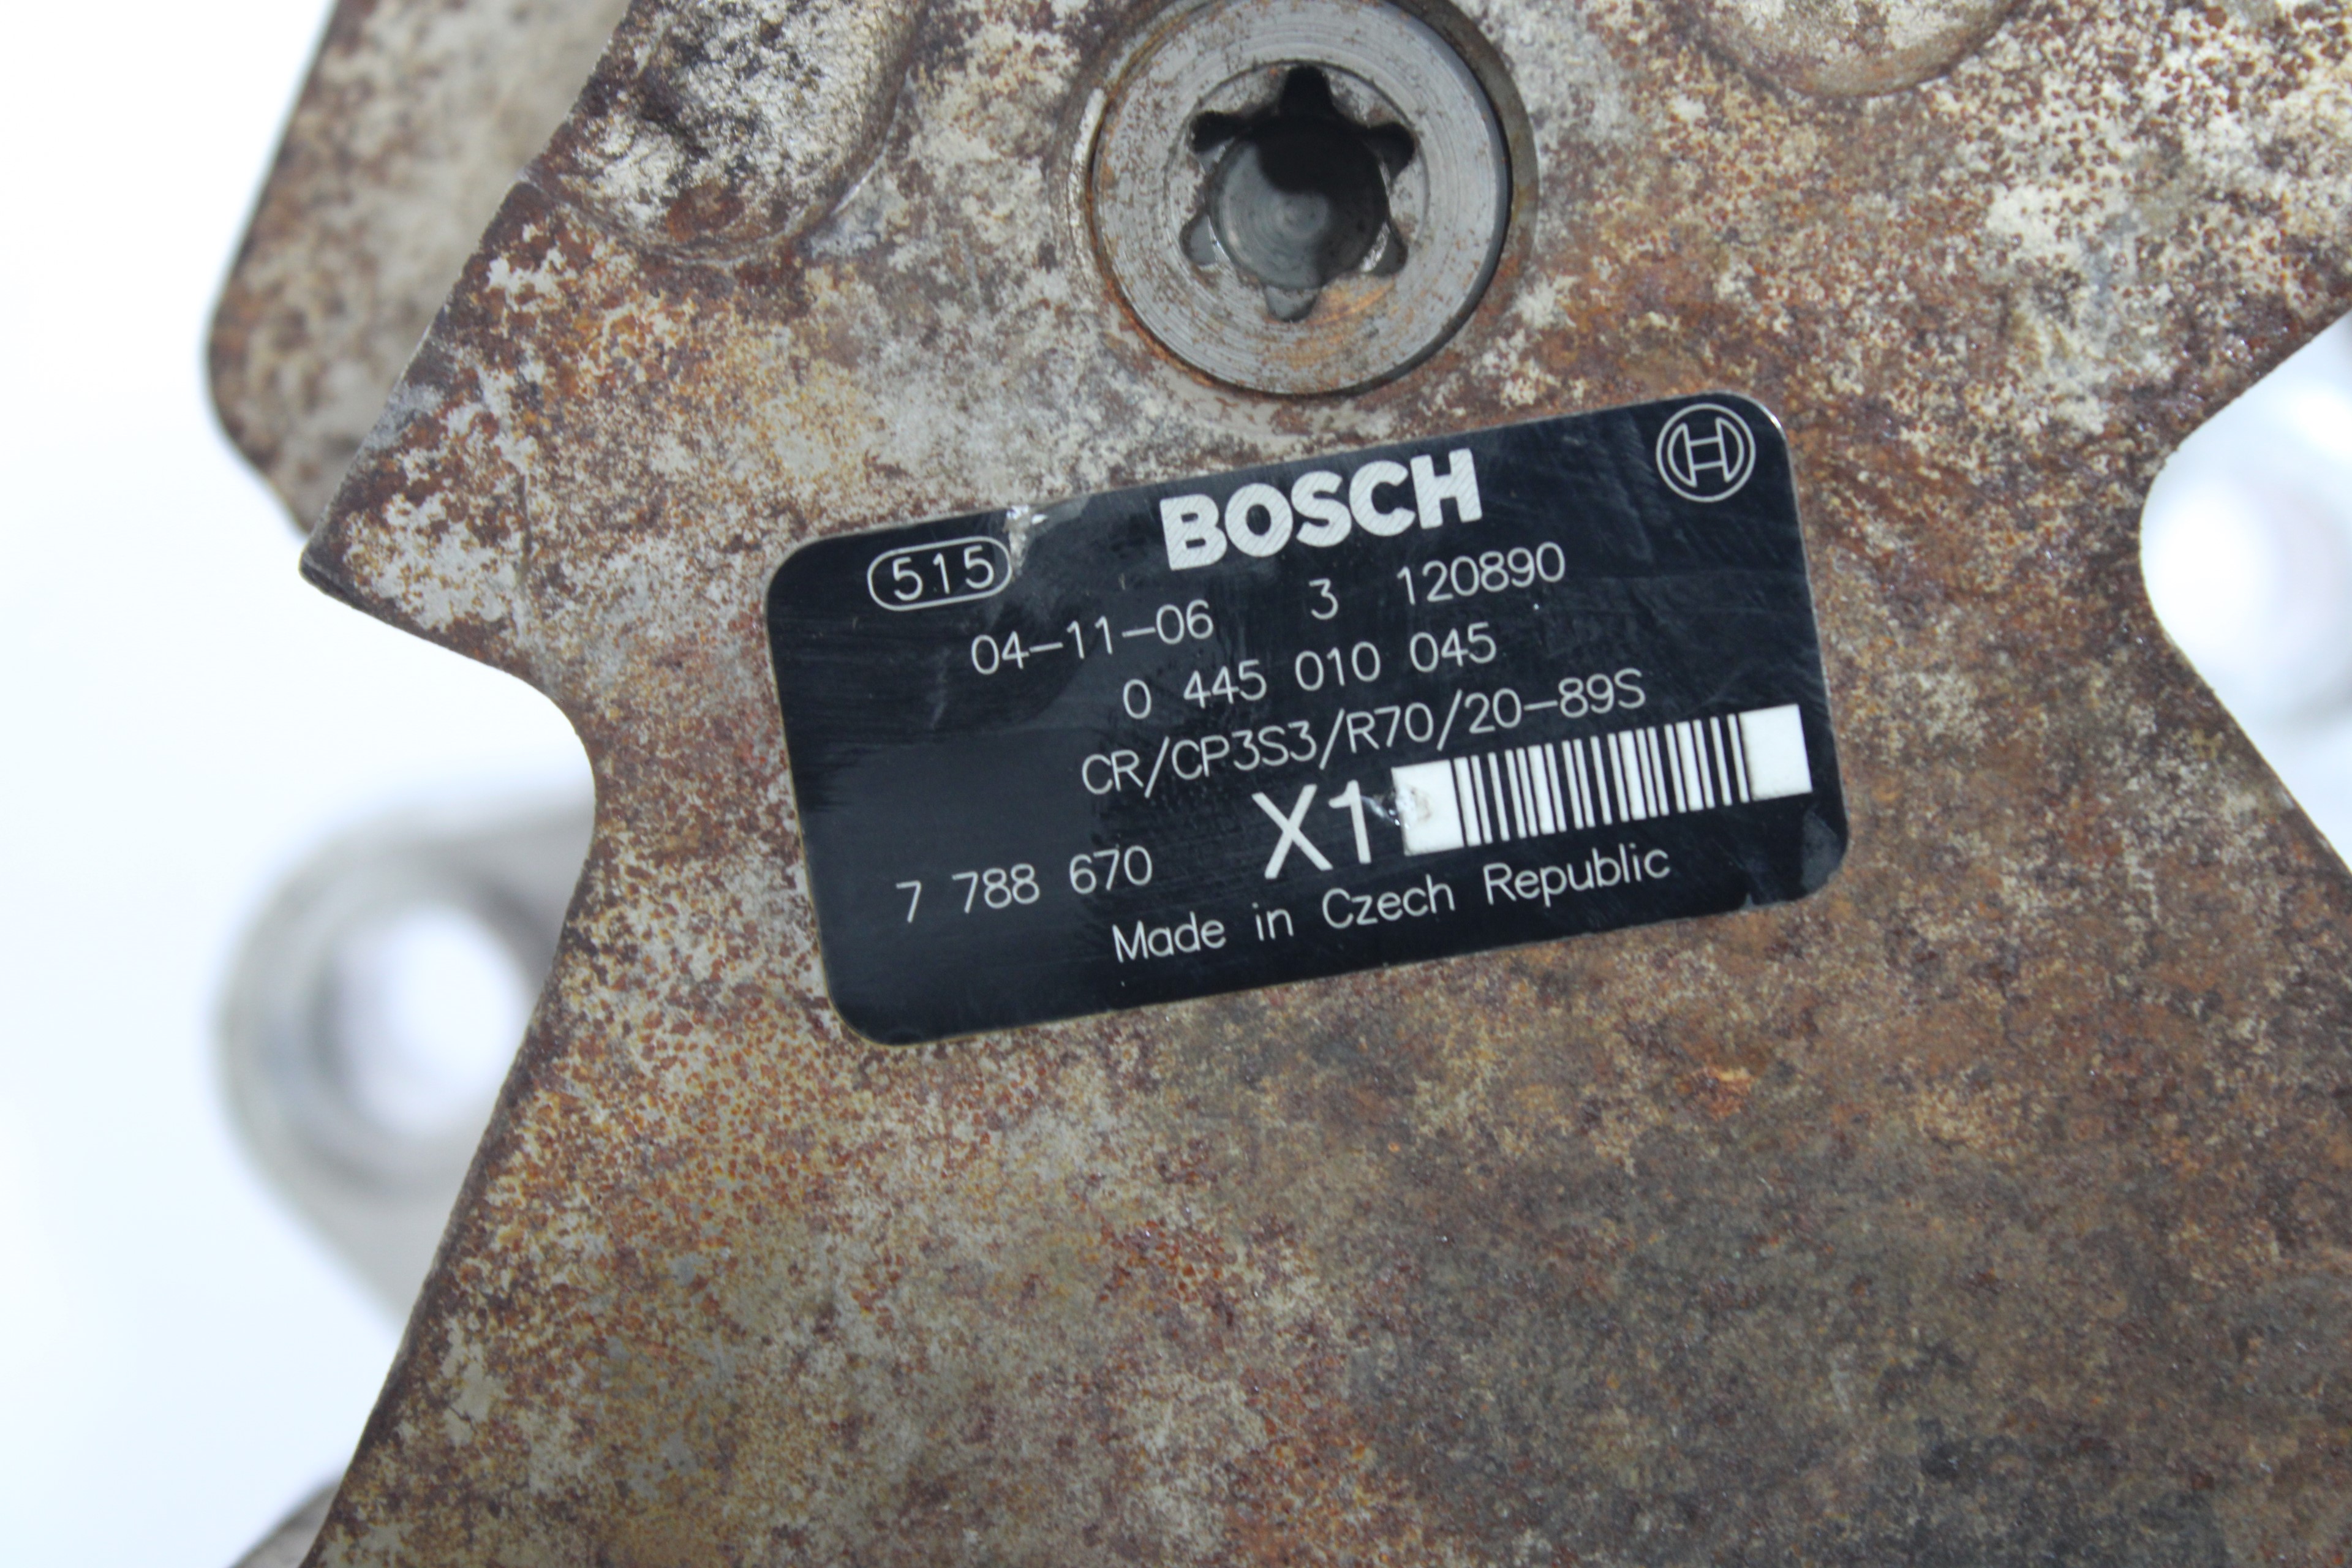 BOSCH
515
04-11-06 3 120890
0 445 010 045
CR/CP3S3/R70/20-89S
X1
7 788 670
Made in Czech Republic